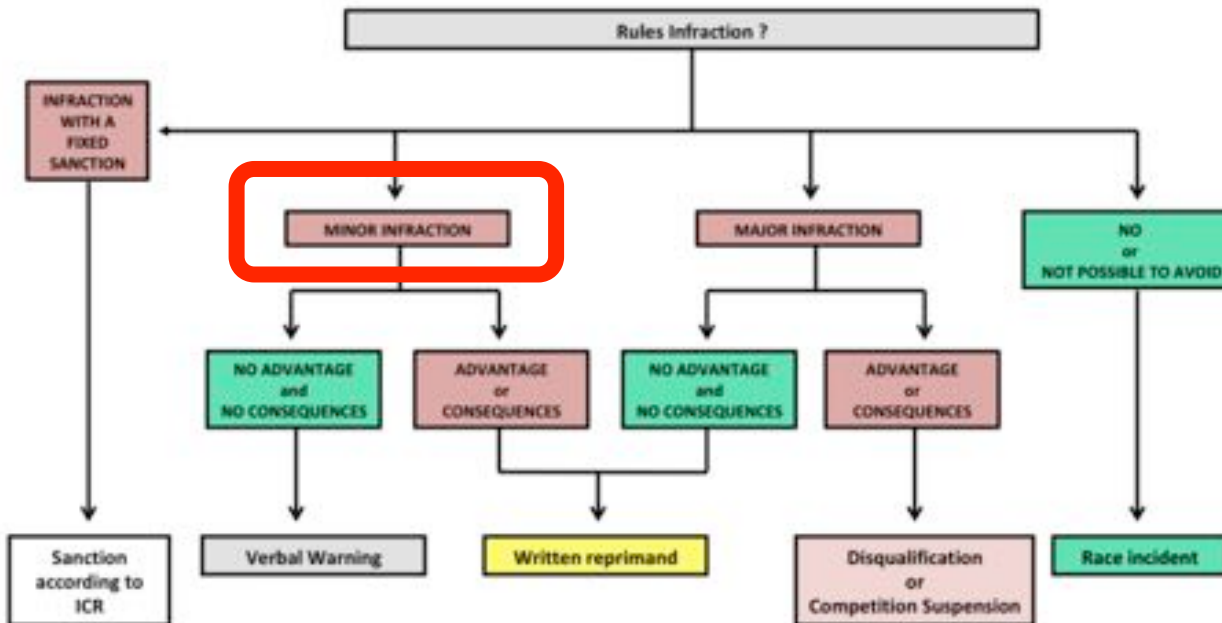 Rules Infraction ?
INFRACTION
WITH A
FIXED
SANCTION
MINOR INFRACTION
MAJOR INFRACTION
NO
or
NOT POSSIBLE TO AVOID
NO ADVANTAGE
and
NO CONSEQUENCES
ADVANTAGE
or
CONSEQUENCES
NO ADVANTAGE
and
NO CONSEQUENCES
ADVANTAGE
or
CONSEQUENCES
Sanction
according to
ICR
Verbal Warning
Written reprimand
Disqualification
or
Competition Suspension
Race incident